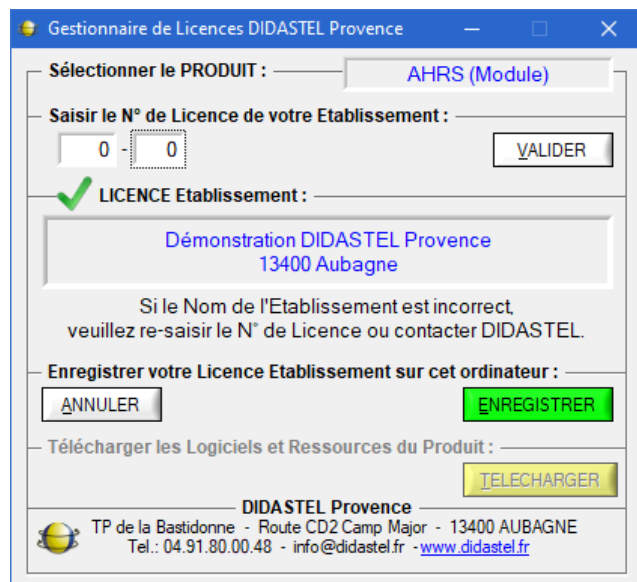 Gestionnaire de Licences DIDASTEL Provence
Sélectionner le PRODUIT : AHRS (Module)
Saisir le N° de Licence de votre Etablissement :
0 - 0 VALIDER
LICENCE Etablissement :
Démonstration DIDASTEL Provence
13400 Aubagne
Si le Nom de l'Etablissement est incorrect,
veuillez re-saisir le N° de Licence ou contacter DIDASTEL.
Enregistrer votre Licence Etablissement sur cet ordinateur :
ANNULER ENREGISTRER
Télécharger les Logiciels et Ressources du Produit :
TELECHARGER
DIDASTEL Provence
TP de la Bastidonne - Route CD2 Camp Major - 13400 AUBAGNE
Tel.: 04.91.80.00.48 - info@didastel.fr - www.didastel.fr